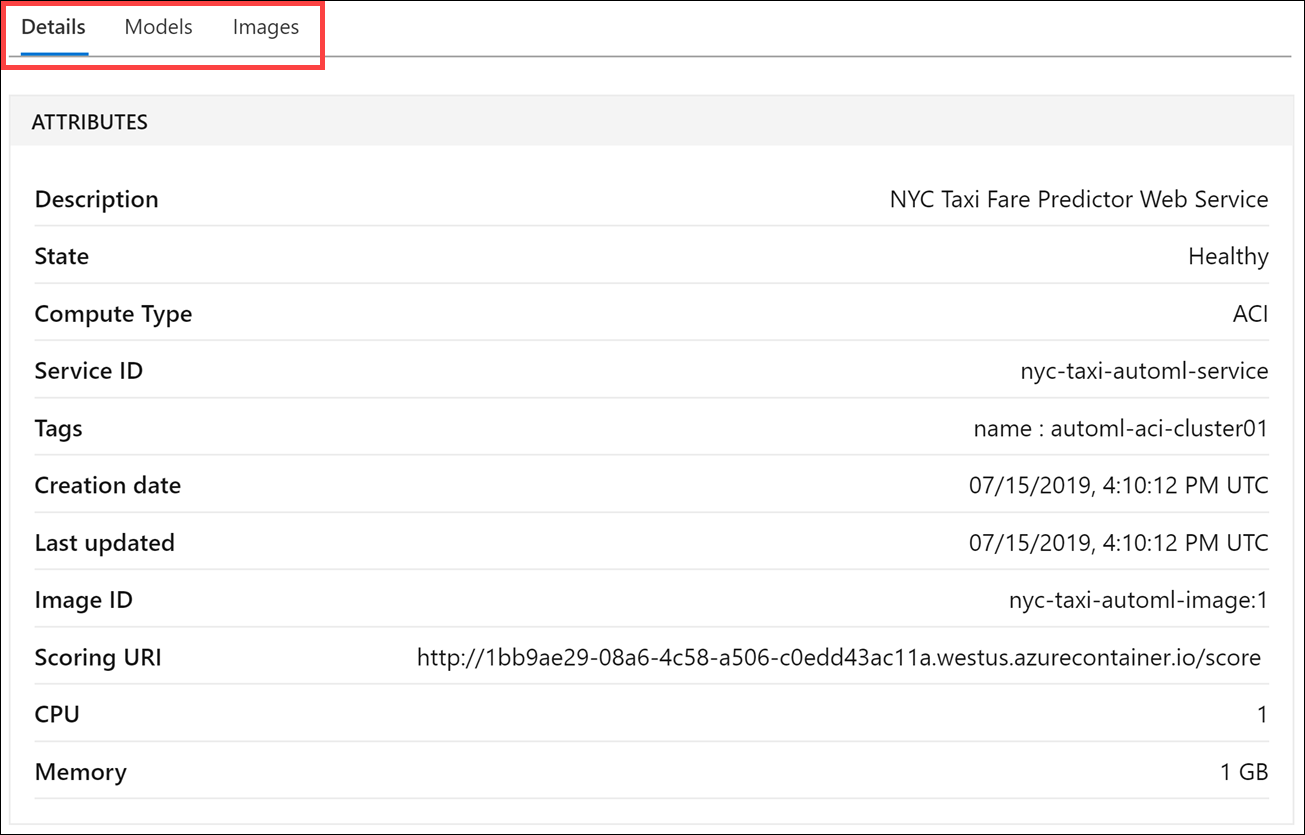 Details Models Images
ATTRIBUTES
Description NYC Taxi Fare Predictor Web Service
State Healthy
Compute Type ACI
Service ID nyc-taxi-automl-service
Tags name : automl-aci-cluster01
Creation date 07/15/2019, 4:10:12 PM UTC
Last updated 07/15/2019, 4:10:12 PM UTC
Image ID nyc-taxi-automl-image:1
Scoring URI http://1bb9ae29-08a6-4c58-a506-c0edd43ac11a.westus.azurecontainer.io/score
CPU 1
Memory 1 GB